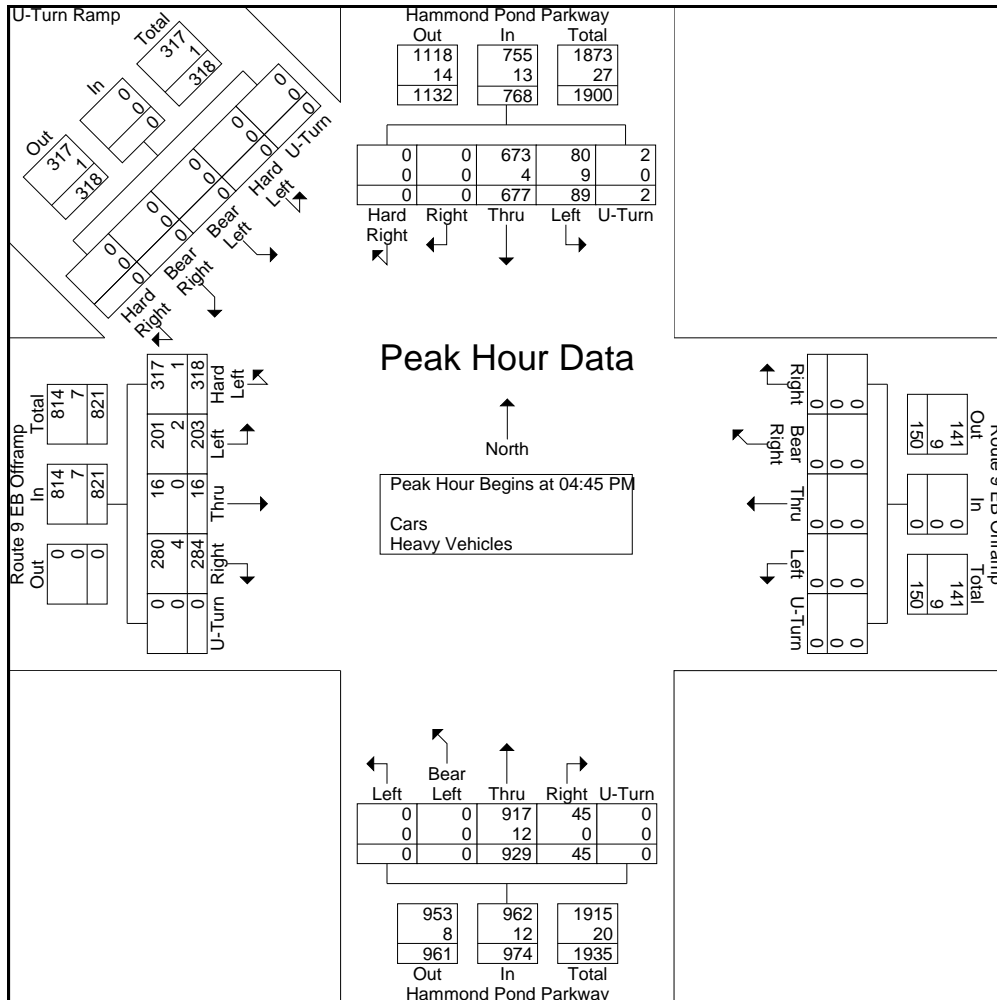 U-Turn Ramp
Total
317
1
318
In
0
0
0
Out
317
1
318
0 0 0 0 0
0 0 0 0 0
0 0 0 0 0
Hard Right
Bear Right
Bear Left
Hard Left
U-Turn
Hammond Pond Parkway
Out In Total
1118 755 1873
14 13 27
1132 768 1900
0 0 673 80 2
0 0 4 9 0
0 0 677 89 2
Hard Right Right Thru Left U-Turn
Peak Hour Data
North
Peak Hour Begins at 04:45 PM
Cars
Heavy Vehicles
Route 9 EB Offramp
Total In Out
814 814 0
7 7 0
821 821 0
317 201 16 280 0
1 2 0 4 0
318 203 16 284 0
Hard Left Left Thru Right U-Turn
Right Bear Right Thru Left U-Turn
0 0 0 0 0
0 0 0 0 0
0 0 0 0 0
Out In Total
141 0 141
9 0 9
150 0 150
Route 9 EB Offramp
Left Bear Left Thru Right U-Turn
0 0 917 45 0
0 0 12 0 0
0 0 929 45 0
953 962 1915
8 12 20
961 974 1935
Out In Total
Hammond Pond Parkway